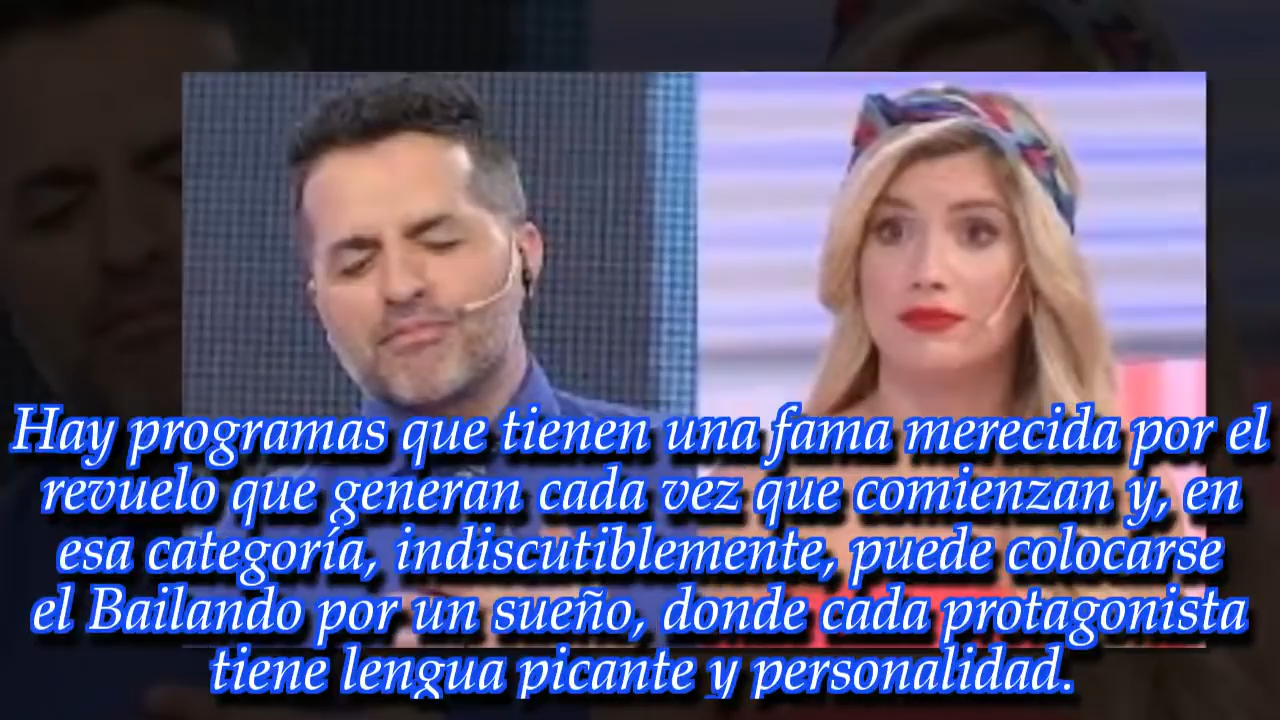 Hay programas que tienen una fama merecida por el
revuelo que generan cada vez que comienzan y, en
esa categoría, indiscutiblemente, puede colocarse
el Bailando por un sueño, donde cada protagonista
tiene lengua picante y personalidad.